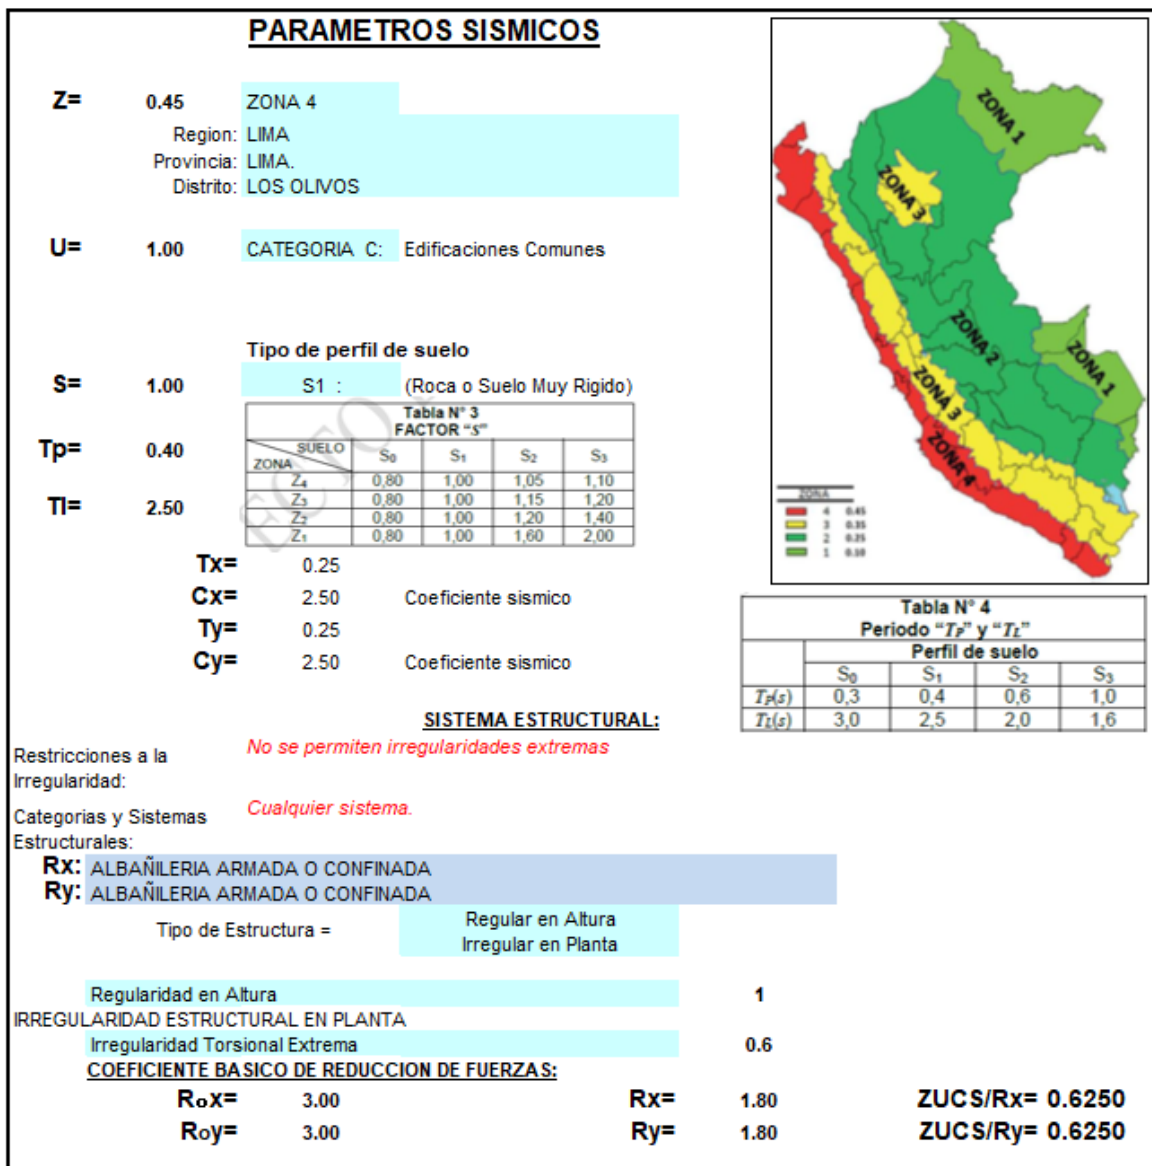 PARAMETROS SISMICOS
Z= 0.45 ZONA 4
Region: LIMA
Provincia: LIMA.
Distrito: LOS OLIVOS
U= 1.00 CATEGORIA C: Edificaciones Comunes
Tipo de perfil de suelo
S= 1.00 S1 : (Roca o Suelo Muy Rigido)
Tabla N° 3
FACTOR “S”
SUELO
ZONA
S0 S1 S2 S3
Z4 0,80 1,00 1,05 1,10
Z3 0,80 1,00 1,15 1,20
Z2 0,80 1,00 1,20 1,40
Z1 0,80 1,00 1,60 2,00
Tp= 0.40
Tl= 2.50
Tx= 0.25
Cx= 2.50 Coeficiente sismico
Ty= 0.25
Cy= 2.50 Coeficiente sismico
ZONA 1
ZONA 3
ZONA 2
ZONA 1
ZONA 3
ZONA 4
ZONA
4 0.45
3 0.35
2 0.25
1 0.10
Tabla N° 4
Periodo “TP” y “TL”
Perfil de suelo
S0 S1 S2 S3
TP(s) 0,3 0,4 0,6 1,0
TL(s) 3,0 2,5 2,0 1,6
SISTEMA ESTRUCTURAL:
Restricciones a la
Irregularidad:
No se permiten irregularidades extremas
Categorias y Sistemas
Estructurales:
Cualquier sistema.
Rx: ALBAÑILERIA ARMADA O CONFINADA
Ry: ALBAÑILERIA ARMADA O CONFINADA
Tipo de Estructura =
Regular en Altura
Irregular en Planta
Regularidad en Altura 1
IRREGULARIDAD ESTRUCTURAL EN PLANTA
Irregularidad Torsional Extrema 0.6
COEFICIENTE BASICO DE REDUCCION DE FUERZAS:
Rox= 3.00 Rx= 1.80 ZUCS/Rx= 0.6250
Roy= 3.00 Ry= 1.80 ZUCS/Ry= 0.6250